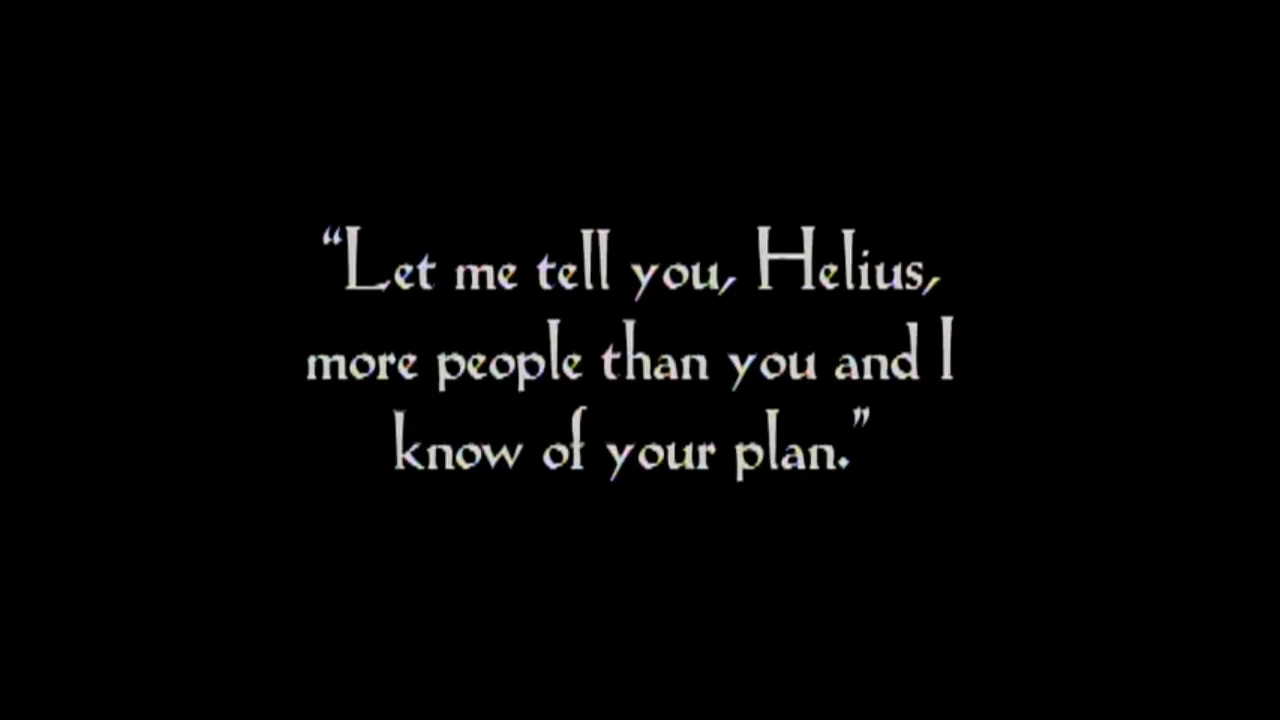 “Let me tell you, Helius,
more people than you and I
know of your plan.”